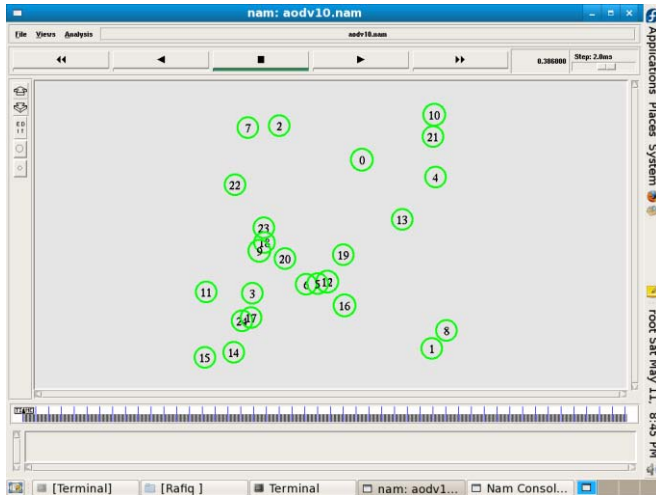 nam: aodv10.nam
File Views Analysis aodv10.nam
0.386000 Step: 2.0ms
10
7 2
21
0
4
22
13
23
18
9
20 19
6 5 12
11 3
16
24 17
8
1
14
15
TIME
[Terminal] [Rafiq ] Terminal nam: aodv1... Nam Consol...
Applications Places System
root Sat May 11, 8:45 PM